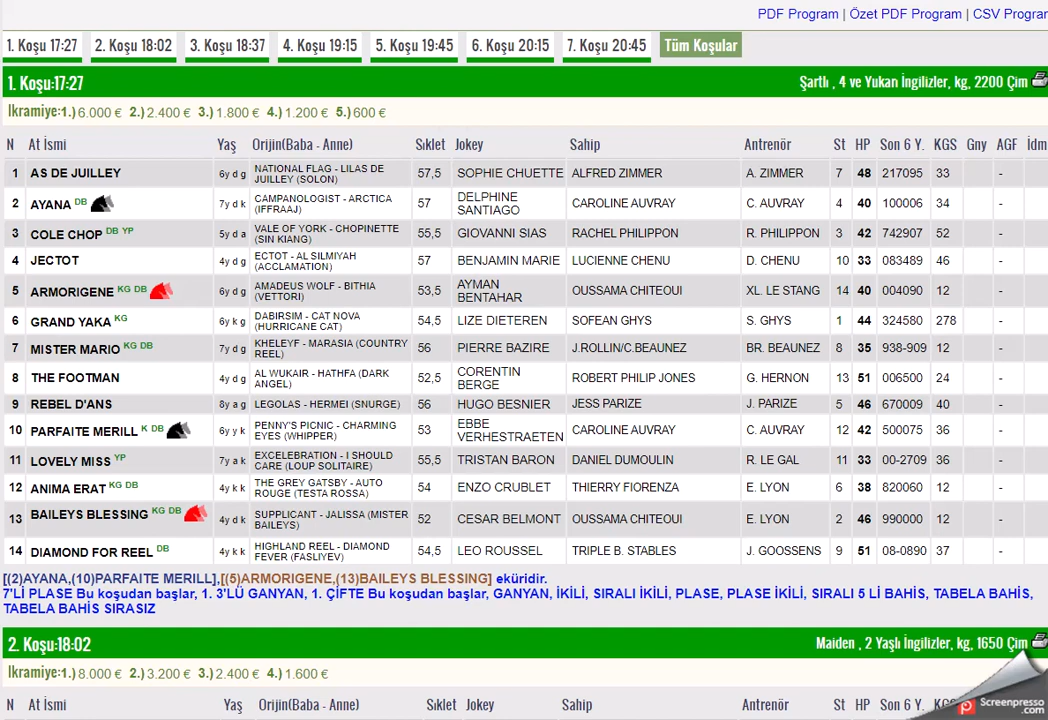 PDF Program | Özet PDF Program | CSV Progra
1. Koşu 17:27 2. Koşu 18:02 3. Koşu 18:37 4. Koşu 19:15 5. Koşu 19:45 6. Koşu 20:15 7. Koşu 20:45 Tüm Koşular
1. Koşu:17:27 Şartlı , 4 ve Yukarı İngilizler, kg, 2200 Çim
İkramiye:1.) 6.000 € 2.) 2.400 € 3.) 1.800 € 4.) 1.200 € 5.) 600 €
N At İsmi Yaş Orijin(Baba - Anne) Sıklet Jokey Sahip Antrenör St HP Son 6 Y. KGS Gny AGF İdm
1 AS DE JUILLEY 6y d g NATIONAL FLAG - LILAS DE JUILLEY (SOLON) 57,5 SOPHIE CHUETTE ALFRED ZIMMER A. ZIMMER 7 48 217095 33 -
2 AYANA DB 7y d k CAMPANOLOGIST - ARCTICA (IFFRAAJ) 57 DELPHINE SANTIAGO CAROLINE AUVRAY C. AUVRAY 4 40 100006 34 -
3 COLE CHOP DB YP 5y d a VALE OF YORK - CHOPINETTE (SIN KIANG) 55,5 GIOVANNI SIAS RACHEL PHILIPPON R. PHILIPPON 3 42 742907 52 -
4 JECTOT 4y d g ECTOT - AL SILMIYAH (ACCLAMATION) 57 BENJAMIN MARIE LUCIENNE CHENU D. CHENU 10 33 083489 46 -
5 ARMORIGENE KG DB 6y d g AMADEUS WOLF - BITHIA (VETTORI) 53,5 AYMAN BENTAHAR OUSSAMA CHITEOUI XL. LE STANG 14 40 004090 12 -
6 GRAND YAKA KG 6y k g DABIRSIM - CAT NOVA (HURRICANE CAT) 54,5 LIZE DIETEREN SOFEAN GHYS S. GHYS 1 44 324580 278 -
7 MISTER MARIO KG DB 7y d g KHELEYF - MARASIA (COUNTRY REEL) 56 PIERRE BAZIRE J.ROLLIN/C.BEAUNEZ BR. BEAUNEZ 8 35 938-909 12 -
8 THE FOOTMAN 4y d g AL WUKAIR - HATHFA (DARK ANGEL) 52,5 CORENTIN BERGE ROBERT PHILIP JONES G. HERNON 13 51 006500 24 -
9 REBEL D'ANS 8y a g LEGOLAS - HERMEI (SNURGE) 56 HUGO BESNIER JESS PARIZE J. PARIZE 5 46 670009 40 -
10 PARFAITE MERILL K DB 6y y k PENNY'S PICNIC - CHARMING EYES (WHIPPER) 53 EBBE VERHESTRAETEN CAROLINE AUVRAY C. AUVRAY 12 42 500075 36 -
11 LOVELY MISS YP 7y a k EXCELEBRATION - I SHOULD CARE (LOUP SOLITAIRE) 55,5 TRISTAN BARON DANIEL DUMOULIN R. LE GAL 11 33 00-2709 36 -
12 ANIMA ERAT KG DB 4y k k THE GREY GATSBY - AUTO ROUGE (TESTA ROSSA) 54 ENZO CRUBLET THIERRY FIORENZA E. LYON 6 38 820060 12 -
13 BAILEYS BLESSING KG DB 4y d k SUPPLICANT - JALISSA (MISTER BAILEYS) 52 CESAR BELMONT OUSSAMA CHITEOUI E. LYON 2 46 990000 12 -
14 DIAMOND FOR REEL DB 4y k k HIGHLAND REEL - DIAMOND FEVER (FASLIYEV) 54,5 LEO ROUSSEL TRIPLE B. STABLES J. GOOSSENS 9 51 08-0890 37 -
[(2)AYANA,(10)PARFAITE MERILL],[(5)ARMORIGENE,(13)BAILEYS BLESSING] eküridir.
7'Lİ PLASE Bu koşudan başlar, 1. 3'LÜ GANYAN, 1. ÇİFTE Bu koşudan başlar, GANYAN, İKİLİ, SIRALI İKİLİ, PLASE, PLASE İKİLİ, SIRALI 5 Lİ BAHİS, TABELA BAHİS,
TABELA BAHİS SIRASIZ
2. Koşu:18:02 Maiden , 2 Yaşlı İngilizler, kg, 1650 Çim
İkramiye:1.) 8.000 € 2.) 3.200 € 3.) 2.400 € 4.) 1.600 €
N At İsmi Yaş Orijin(Baba - Anne) Sıklet Jokey Sahip Antrenör St HP Son 6 Y. KGS
Screenpresso
.com